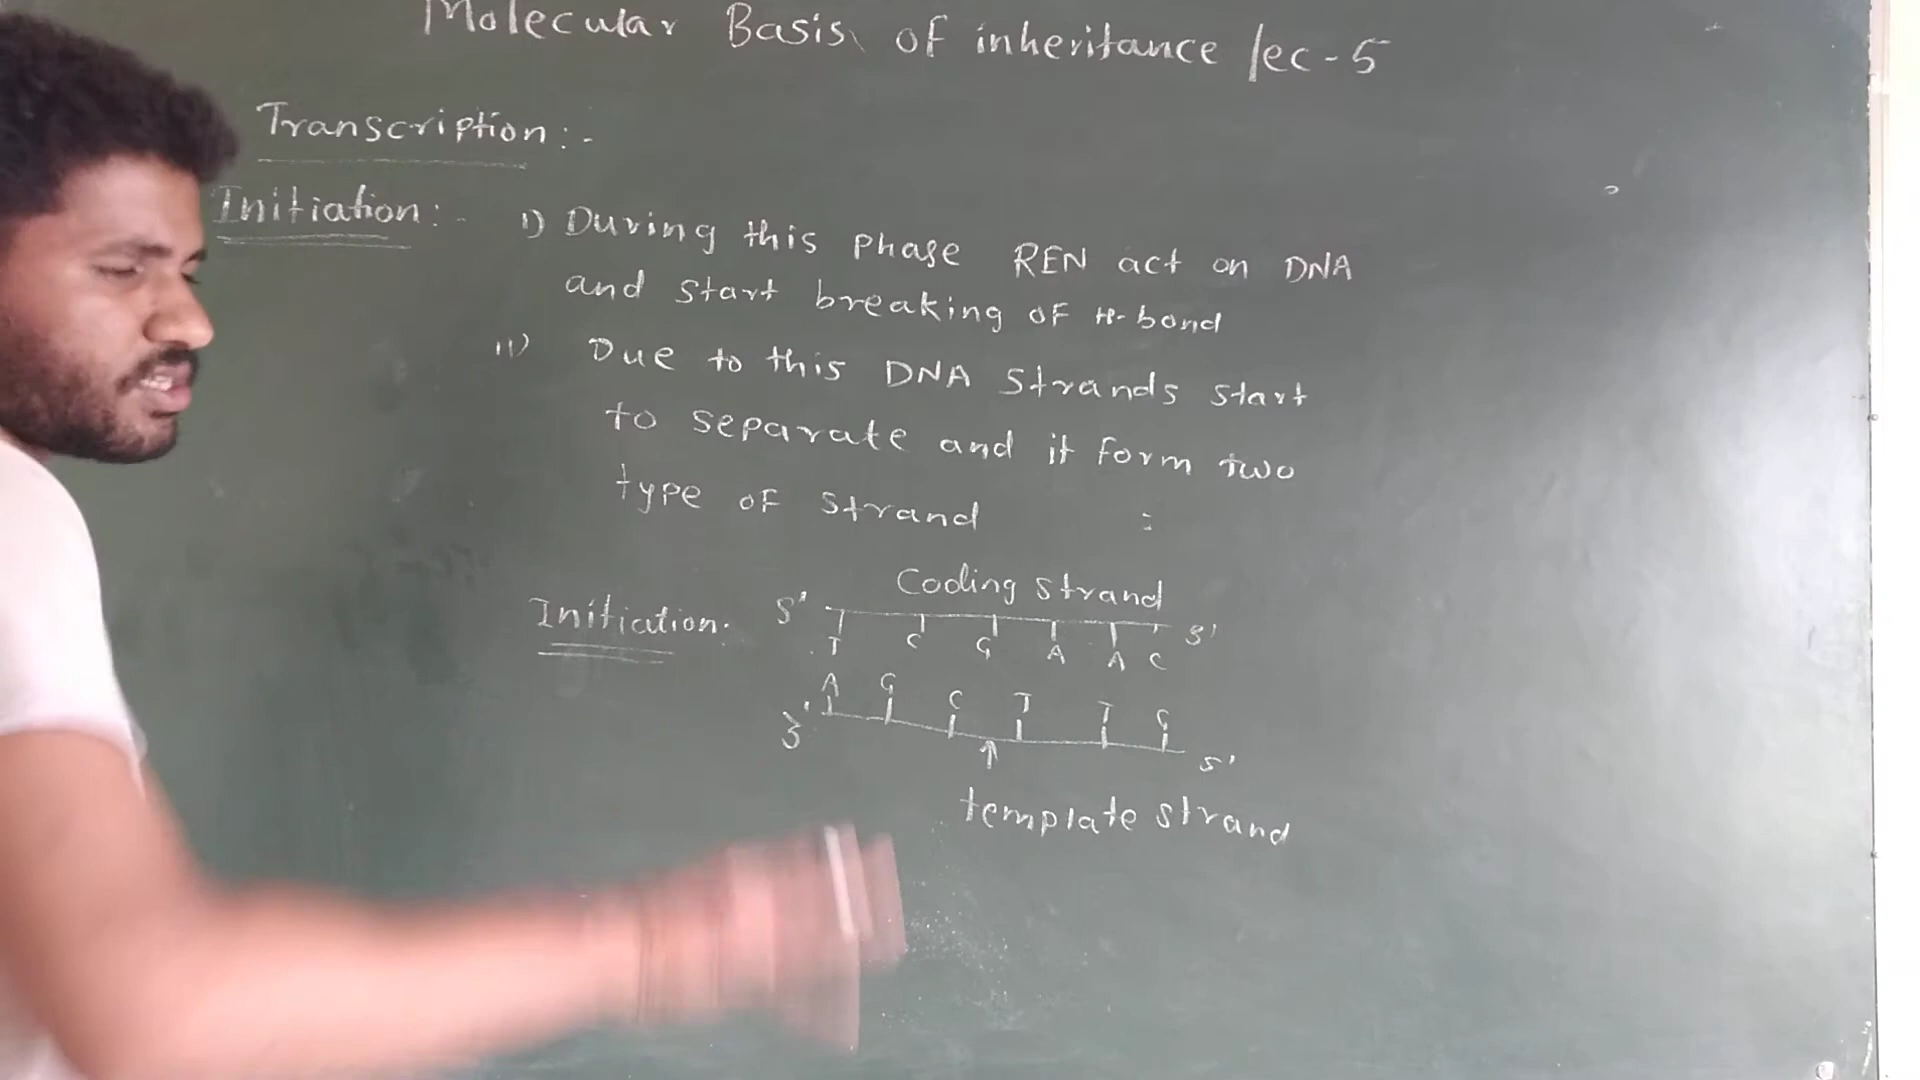 Molecular Basis of inheritance lec-5
Transcription:-
Initiation:- i) During this phase REN act on DNA
and start breaking of H-bond
ii) Due to this DNA strands start
to separate and it form two
type of strand :
Coding strand
Initiation. 5' 3'
T C G A A C
A G C T T G
3' 5'
↑
template strand